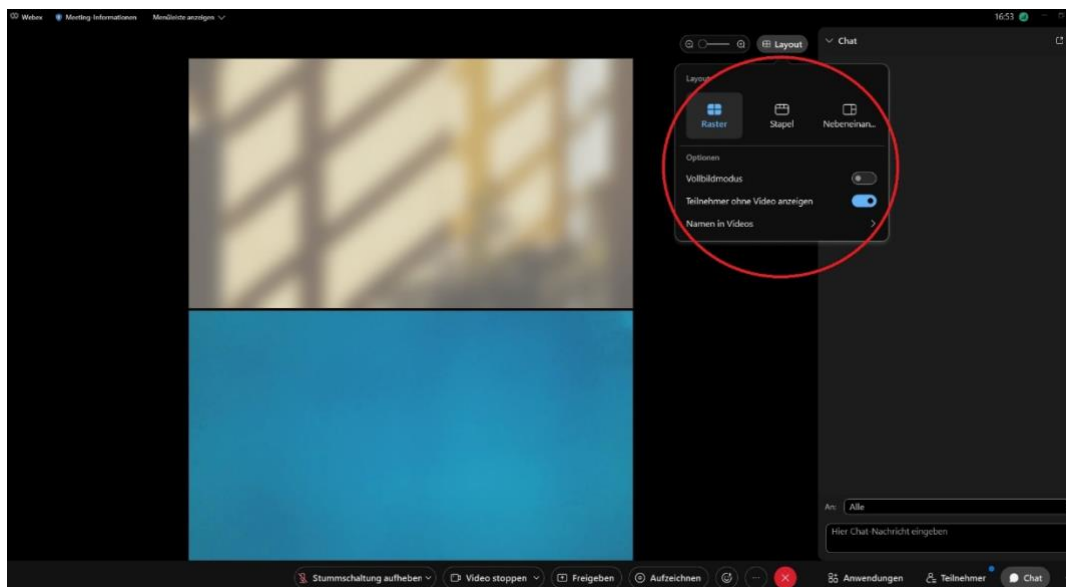 Webex Meeting-Informationen Menüleiste anzeigen 16:53
Layout Chat
Layout
Raster Stapel Nebeneinan...
Optionen
Vollbildmodus
Teilnehmer ohne Video anzeigen
Namen in Videos
An: Alle
Hier Chat-Nachricht eingeben
Stummschaltung aufheben Video stoppen Freigeben Aufzeichnen Anwendungen Teilnehmer Chat